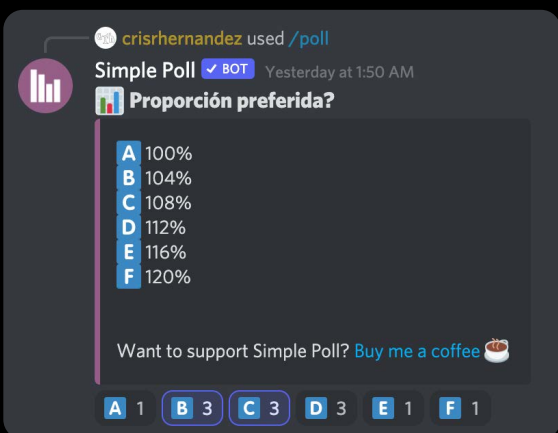 crisrhernandez used /poll
Simple Poll ✓ BOT Yesterday at 1:50 AM
📊 Proporción preferida?
A 100%
B 104%
C 108%
D 112%
E 116%
F 120%
Want to support Simple Poll? Buy me a coffee ☕
A 1 B 3 C 3 D 3 E 1 F 1